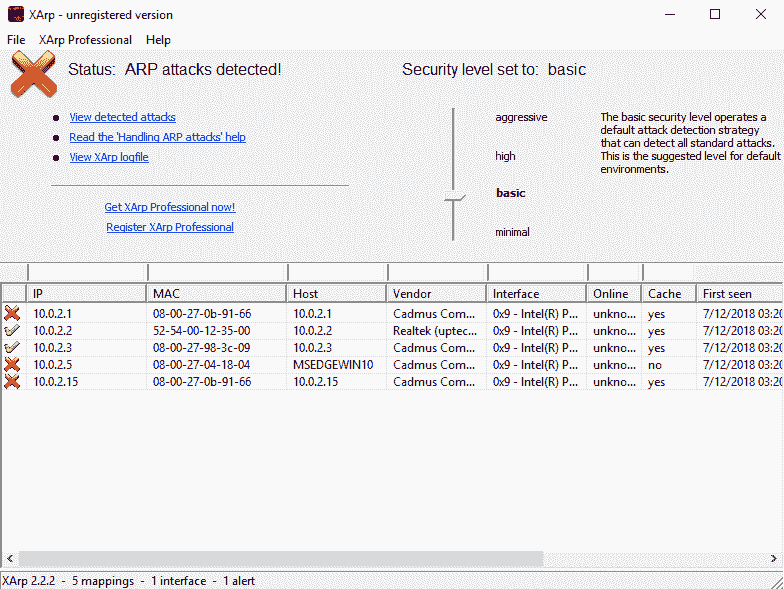 XArp - unregistered version
File XArp Professional Help
Status: ARP attacks detected!
Security level set to: basic
View detected attacks
Read the 'Handling ARP attacks' help
View XArp logfile
Get XArp Professional now!
Register XArp Professional
aggressive
high
basic
minimal
The basic security level operates a
default attack detection strategy
that can detect all standard attacks.
This is the suggested level for default
environments.
IP MAC Host Vendor Interface Online Cache First seen
10.0.2.1 08-00-27-0b-91-66 10.0.2.1 Cadmus Com... 0x9 - Intel(R) P... unkno... yes 7/12/2018 03:20
10.0.2.2 52-54-00-12-35-00 10.0.2.2 Realtek (uptec... 0x9 - Intel(R) P... unkno... yes 7/12/2018 03:20
10.0.2.3 08-00-27-98-3c-09 10.0.2.3 Cadmus Com... 0x9 - Intel(R) P... unkno... yes 7/12/2018 03:20
10.0.2.5 08-00-27-04-18-04 MSEDGEWIN10 Cadmus Com... 0x9 - Intel(R) P... unkno... no 7/12/2018 03:20
10.0.2.15 08-00-27-0b-91-66 10.0.2.15 Cadmus Com... 0x9 - Intel(R) P... unkno... yes 7/12/2018 03:20
XArp 2.2.2 - 5 mappings - 1 interface - 1 alert